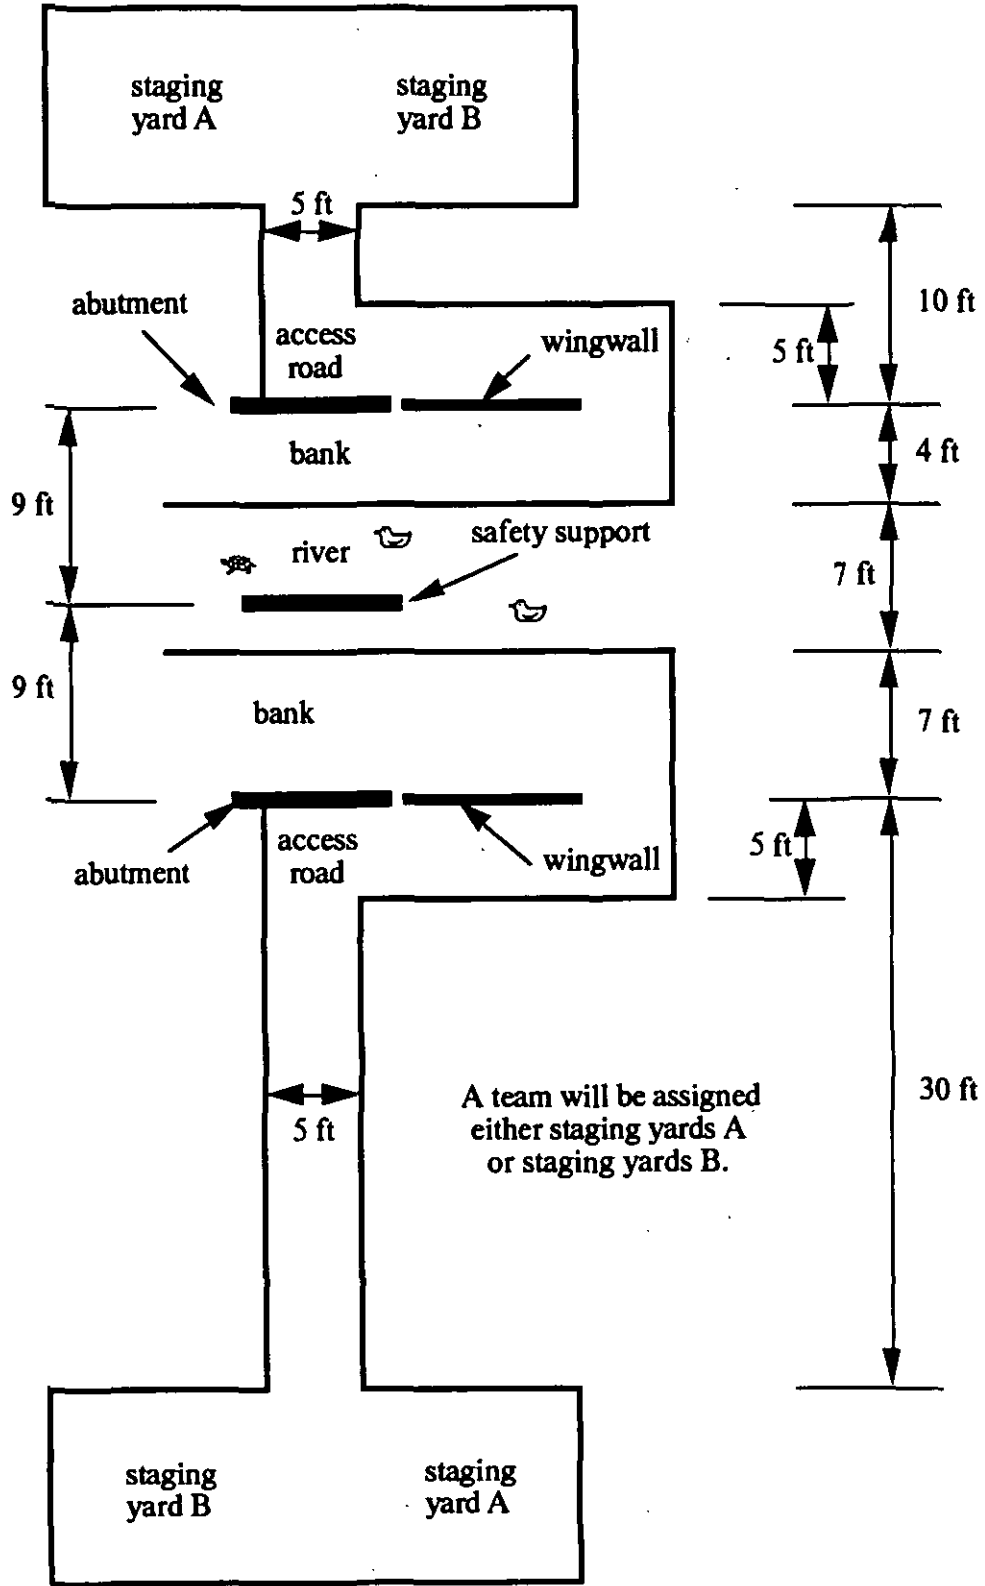 staging
yard A
staging
yard B
5 ft
10 ft
abutment
access
road
wingwall
5 ft
bank
4 ft
9 ft
river
safety support
7 ft
9 ft
bank
7 ft
access
road
abutment
wingwall
5 ft
5 ft
A team will be assigned
either staging yards A
or staging yards B.
30 ft
staging
yard B
staging
yard A